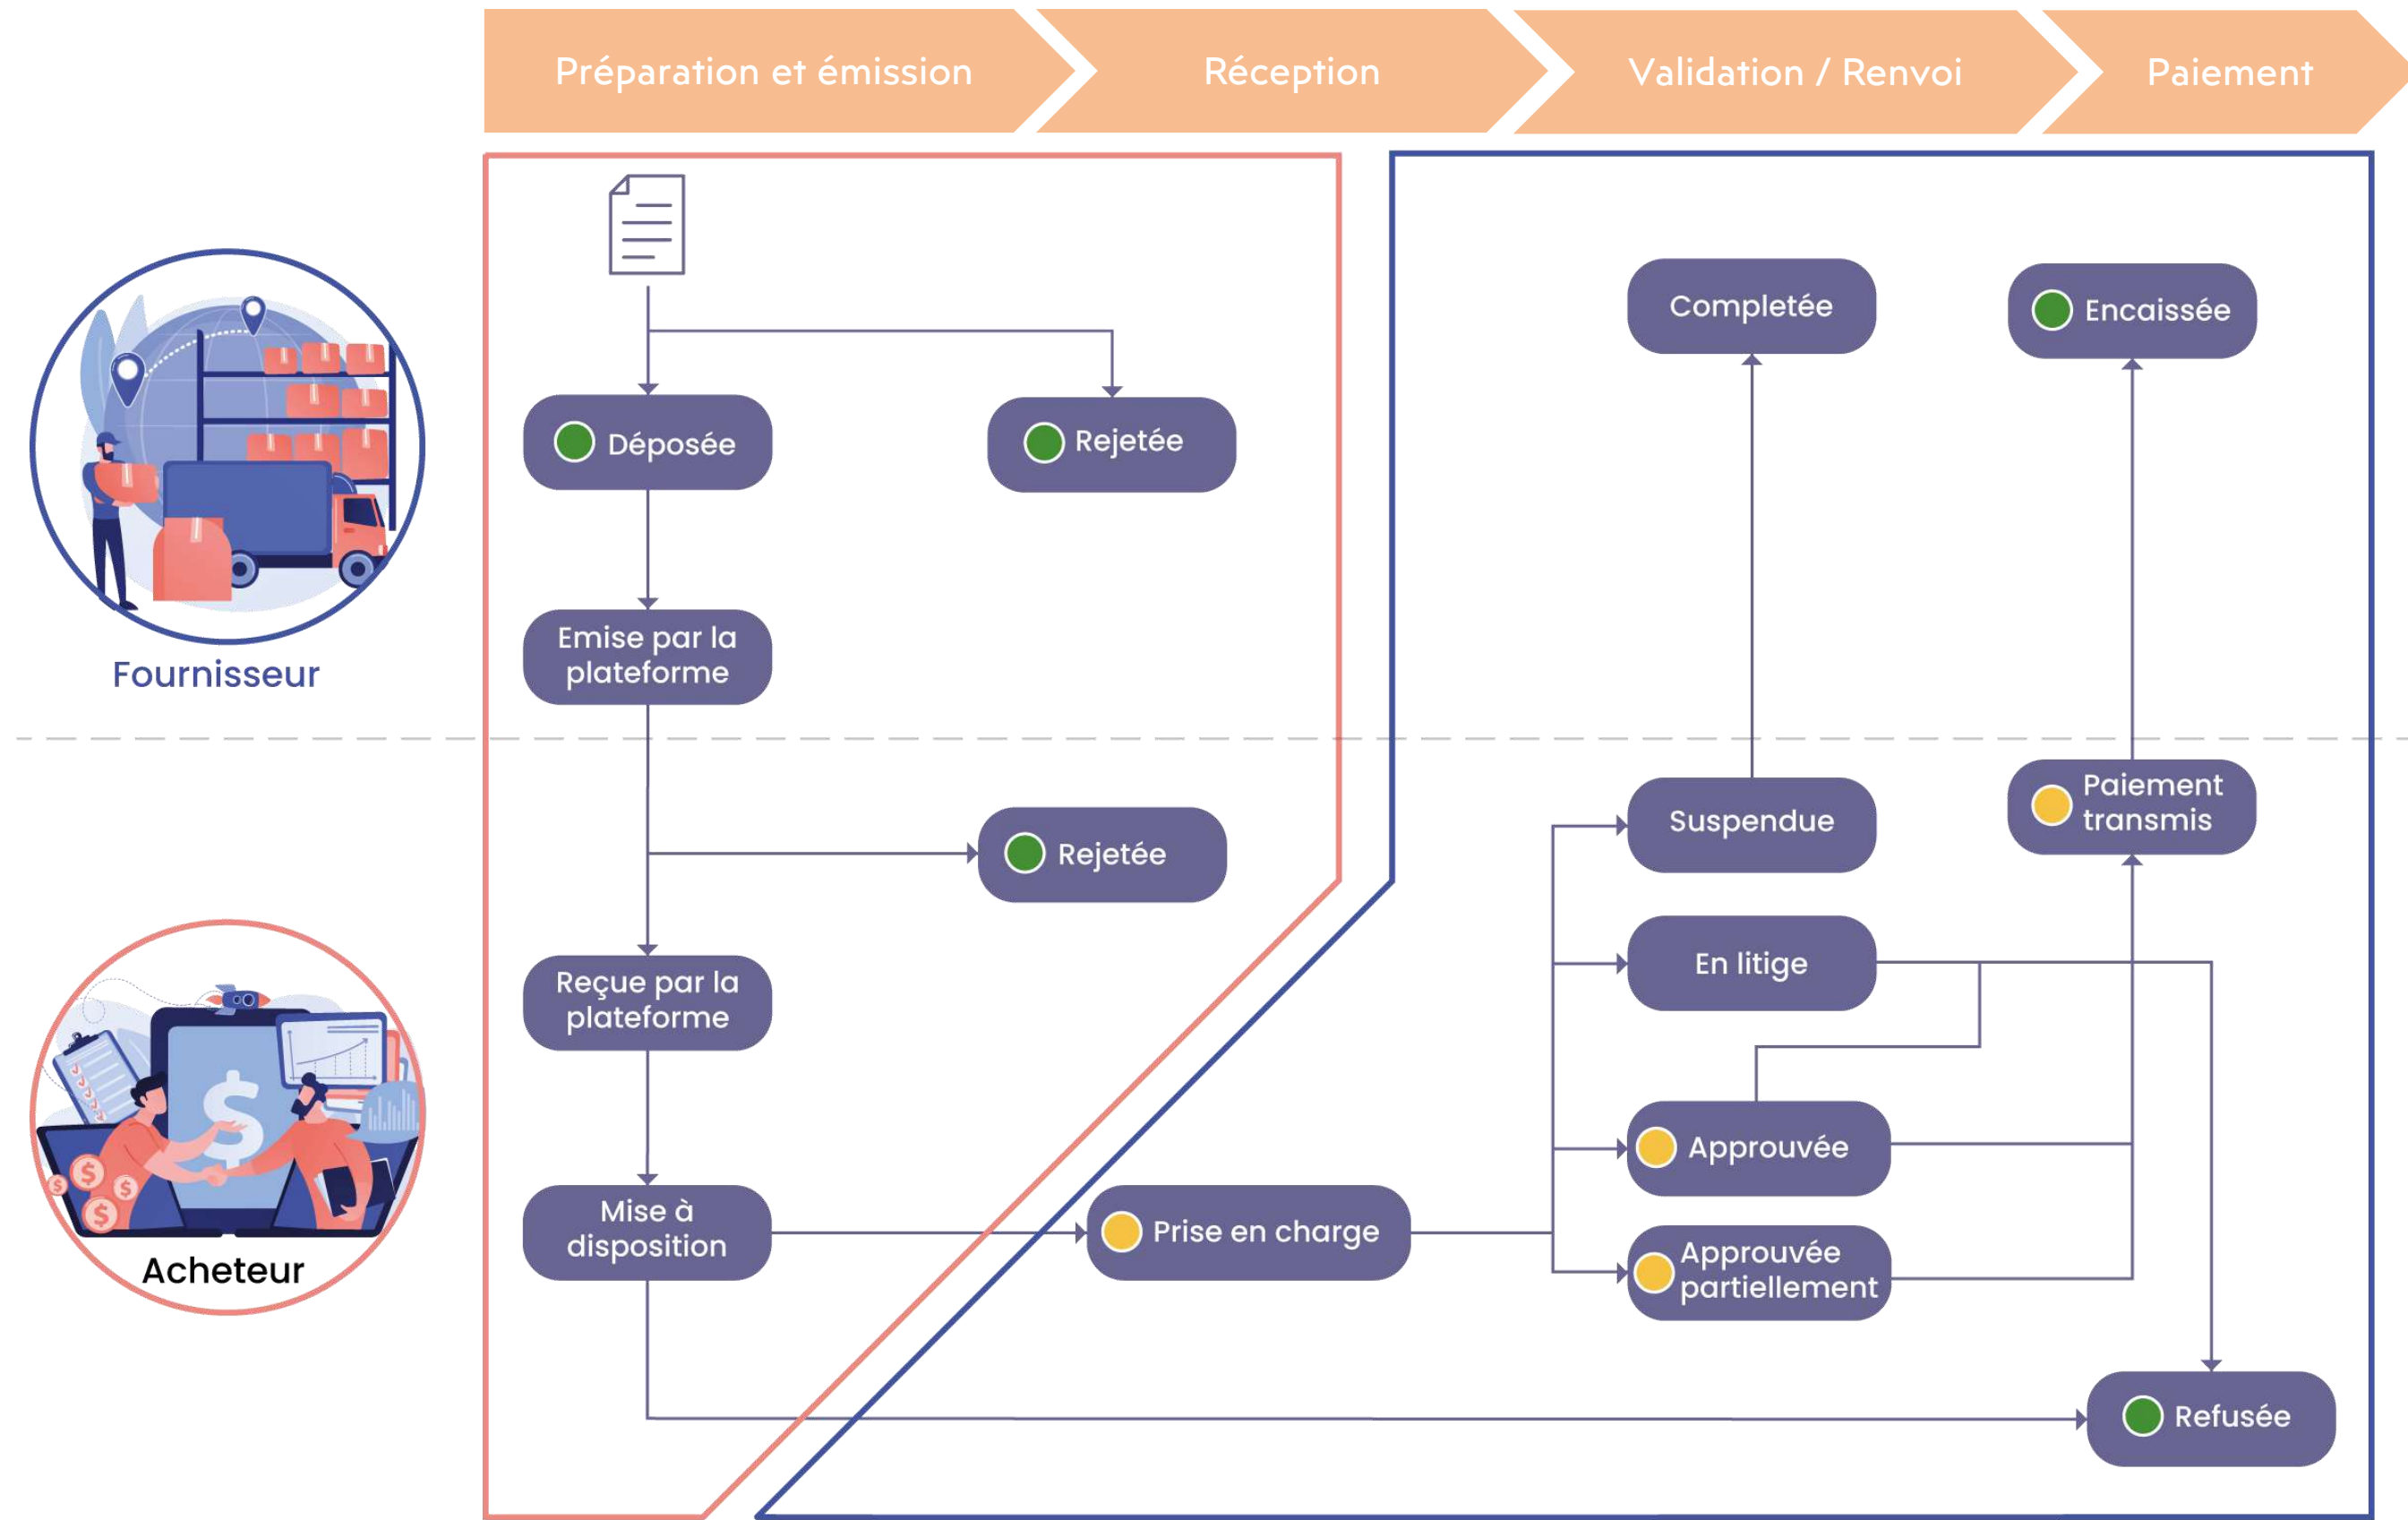 Préparation et émission
Réception
Validation / Renvoi
Paiement
Completée
Encaissée
Déposée
Rejetée
Emise par la
plateforme
Fournisseur
Paiement
transmis
Suspendue
Rejetée
En litige
Reçue par la
plateforme
Approuvée
Mise à
disposition
Prise en charge
Approuvée
partiellement
$
$
$
$
$
Acheteur
Refusée